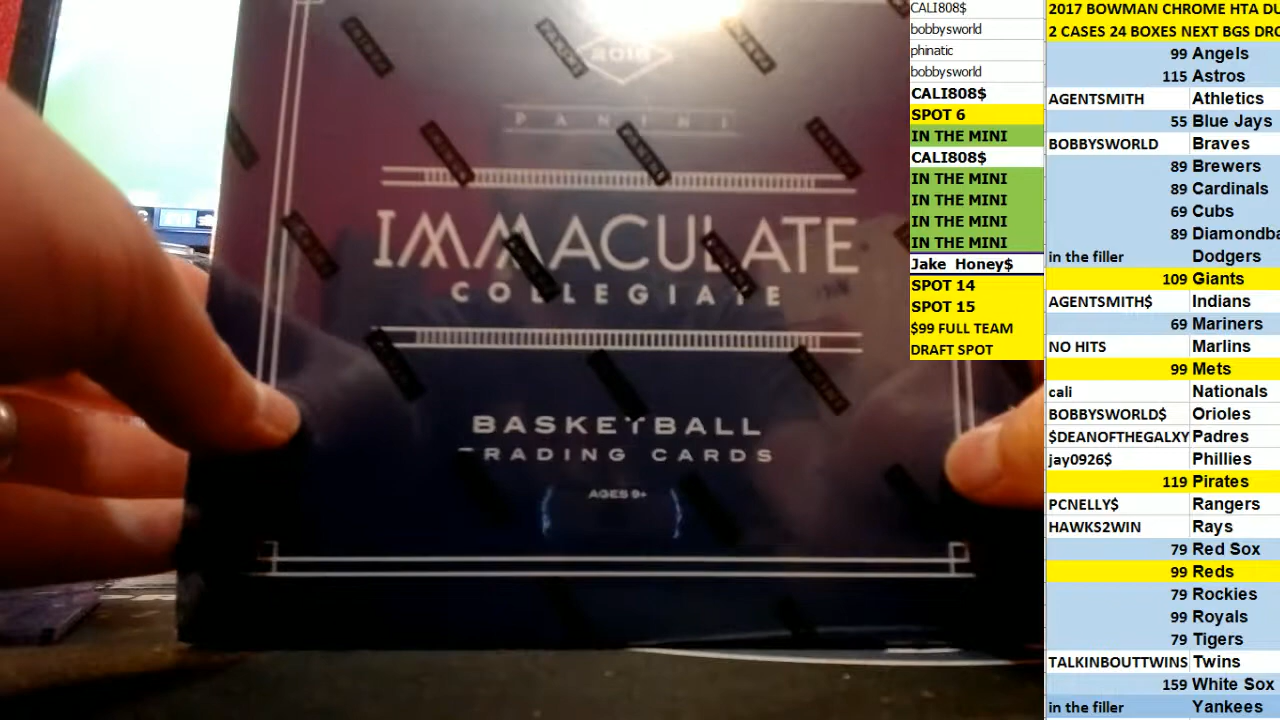 2016
PANINI
IMMACULATE
COLLEGIATE
BASKETBALL
TRADING CARDS
AGES 9+
CALI808$
bobbysworld
phinatic
bobbysworld
CALI808$
SPOT 6
IN THE MINI
CALI808$
IN THE MINI
IN THE MINI
IN THE MINI
IN THE MINI
Jake Honey$
SPOT 14
SPOT 15
$99 FULL TEAM
DRAFT SPOT
2017 BOWMAN CHROME HTA DU
2 CASES 24 BOXES NEXT BGS DRO
99 Angels
115 Astros
AGENTSMITH Athletics
55 Blue Jays
BOBBYSWORLD Braves
89 Brewers
89 Cardinals
69 Cubs
89 Diamondba
in the filler Dodgers
109 Giants
AGENTSMITH$ Indians
69 Mariners
NO HITS Marlins
99 Mets
cali Nationals
BOBBYSWORLD$ Orioles
$DEANOFTHEGALXY Padres
jay0926$ Phillies
119 Pirates
PCNELLY$ Rangers
HAWKS2WIN Rays
79 Red Sox
99 Reds
79 Rockies
99 Royals
79 Tigers
TALKINBOUTTWINS Twins
159 White Sox
in the filler Yankees